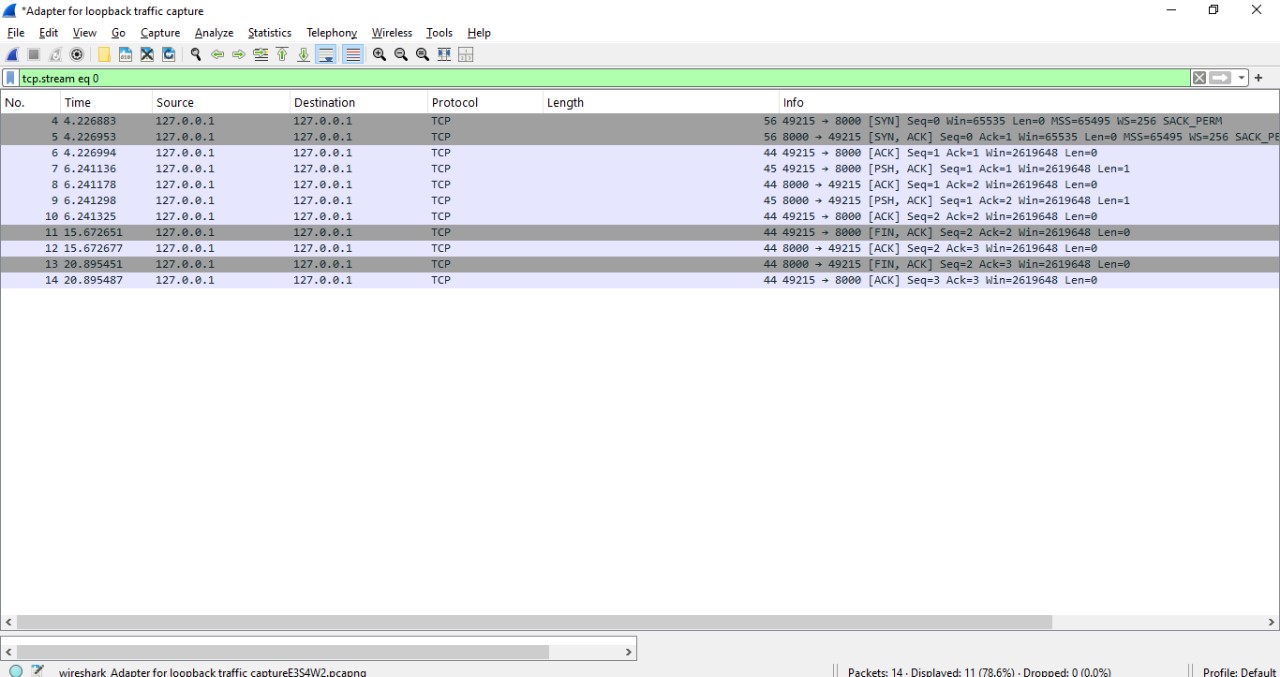 *Adapter for loopback traffic capture
File Edit View Go Capture Analyze Statistics Telephony Wireless Tools Help
tcp.stream eq 0
No. Time Source Destination Protocol Length Info
4 4.226883 127.0.0.1 127.0.0.1 TCP 56 49215 → 8000 [SYN] Seq=0 Win=65535 Len=0 MSS=65495 WS=256 SACK_PERM
5 4.226953 127.0.0.1 127.0.0.1 TCP 56 8000 → 49215 [SYN, ACK] Seq=0 Ack=1 Win=65535 Len=0 MSS=65495 WS=256 SACK_PE
6 4.226994 127.0.0.1 127.0.0.1 TCP 44 49215 → 8000 [ACK] Seq=1 Ack=1 Win=2619648 Len=0
7 6.241136 127.0.0.1 127.0.0.1 TCP 45 49215 → 8000 [PSH, ACK] Seq=1 Ack=1 Win=2619648 Len=1
8 6.241178 127.0.0.1 127.0.0.1 TCP 44 8000 → 49215 [ACK] Seq=1 Ack=2 Win=2619648 Len=0
9 6.241298 127.0.0.1 127.0.0.1 TCP 45 8000 → 49215 [PSH, ACK] Seq=1 Ack=2 Win=2619648 Len=1
10 6.241325 127.0.0.1 127.0.0.1 TCP 44 49215 → 8000 [ACK] Seq=2 Ack=2 Win=2619648 Len=0
11 15.672651 127.0.0.1 127.0.0.1 TCP 44 49215 → 8000 [FIN, ACK] Seq=2 Ack=2 Win=2619648 Len=0
12 15.672677 127.0.0.1 127.0.0.1 TCP 44 8000 → 49215 [ACK] Seq=2 Ack=3 Win=2619648 Len=0
13 20.895451 127.0.0.1 127.0.0.1 TCP 44 8000 → 49215 [FIN, ACK] Seq=2 Ack=3 Win=2619648 Len=0
14 20.895487 127.0.0.1 127.0.0.1 TCP 44 49215 → 8000 [ACK] Seq=3 Ack=3 Win=2619648 Len=0
wireshark_Adapter for loopback traffic captureE3S4W2.pcapng Packets: 14 · Displayed: 11 (78.6%) · Dropped: 0 (0.0%) Profile: Default